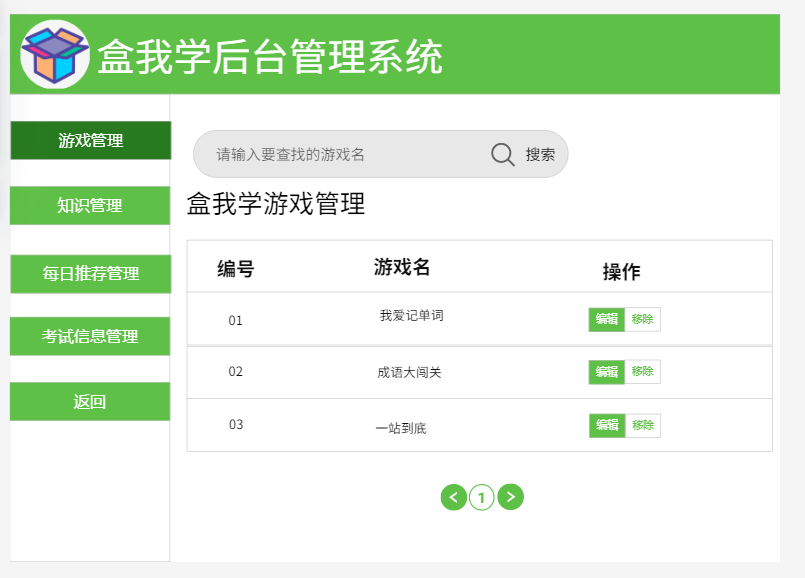 盒我学后台管理系统
游戏管理
知识管理
每日推荐管理
考试信息管理
返回
请输入要查找的游戏名 搜索
盒我学游戏管理
编号 游戏名 操作
01 我爱记单词 编辑 移除
02 成语大闯关 编辑 移除
03 一站到底 编辑 移除
< 1 >